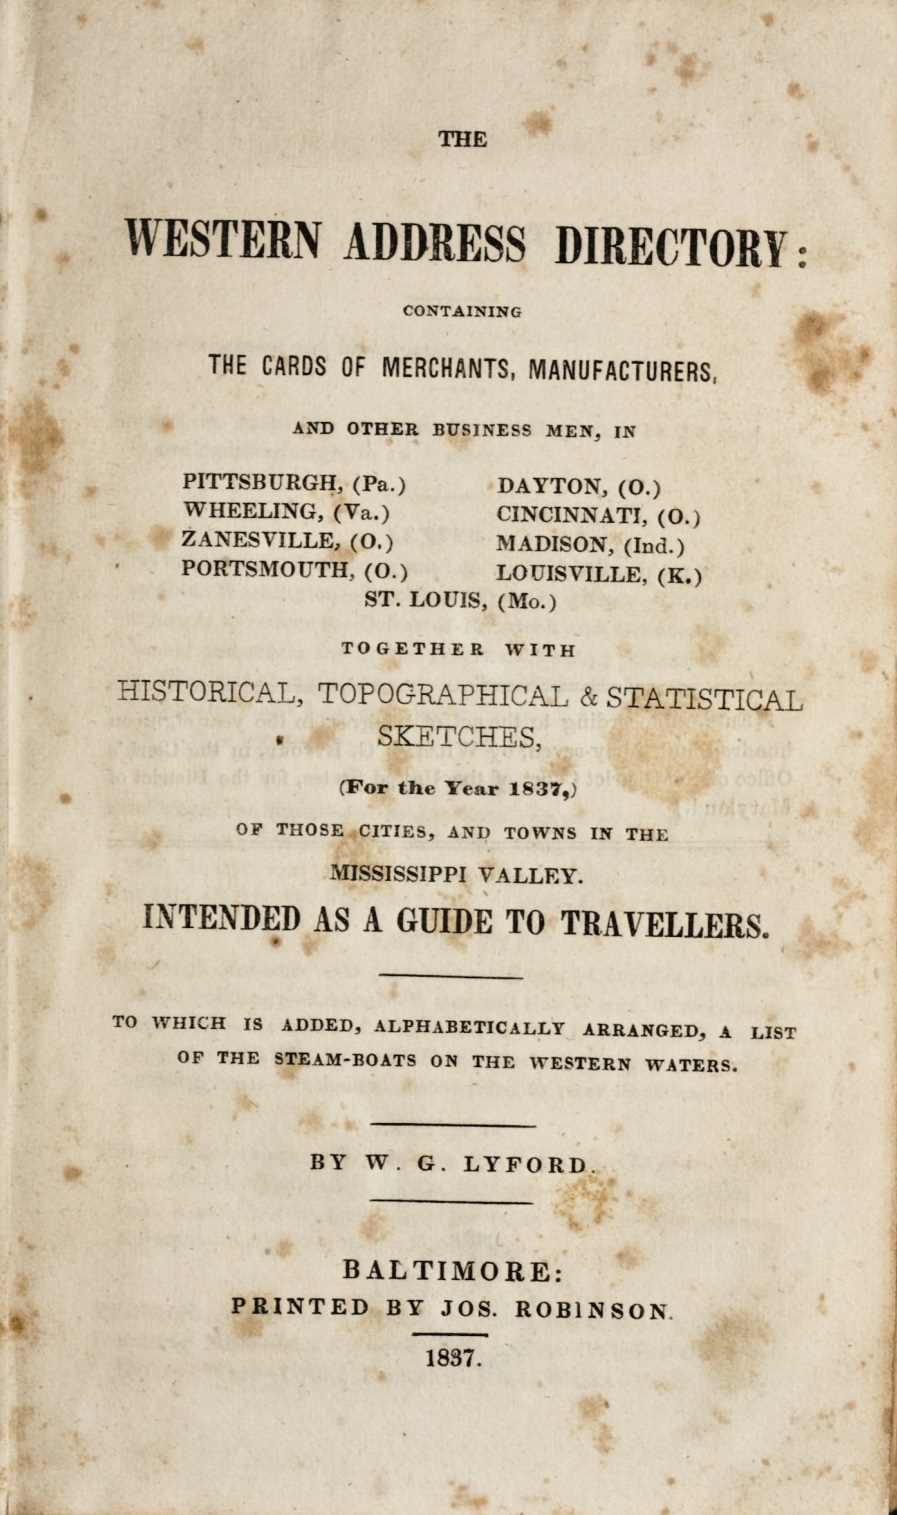 THE
WESTERN ADDRESS DIRECTORY:
CONTAINING
THE CARDS OF MERCHANTS, MANUFACTURERS,
AND OTHER BUSINESS MEN, IN
PITTSBURGH, (Pa.) DAYTON, (O.)
WHEELING, (Va.) CINCINNATI, (O.)
ZANESVILLE, (O.) MADISON, (Ind.)
PORTSMOUTH, (O.) LOUISVILLE, (K.)
ST. LOUIS, (Mo.)
TOGETHER WITH
HISTORICAL, TOPOGRAPHICAL & STATISTICAL
SKETCHES,
(For the Year 1837,)
OF THOSE CITIES, AND TOWNS IN THE
MISSISSIPPI VALLEY.
INTENDED AS A GUIDE TO TRAVELLERS.
TO WHICH IS ADDED, ALPHABETICALLY ARRANGED, A LIST
OF THE STEAM-BOATS ON THE WESTERN WATERS.
BY W. G. LYFORD.
BALTIMORE:
PRINTED BY JOS. ROBINSON.
1837.